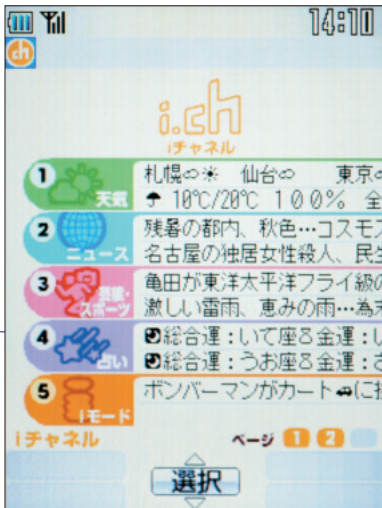 14:10
ch
i.ch
iチャネル
1 天気
札幌 仙台 東京
10℃/20℃ 100% 全
2 ニュース
残暑の都内、秋色…コスモス
名古屋の独居女性殺人、民主
3 芸能・スポーツ
亀田が東洋太平洋フライ級の
激しい雷雨、恵みの雨…為末
4 占い
総合運：いて座 金運：し
総合運：うお座 金運：
5 iモード
ボンバーマンがカート に
iチャネル ページ 1 2
選択